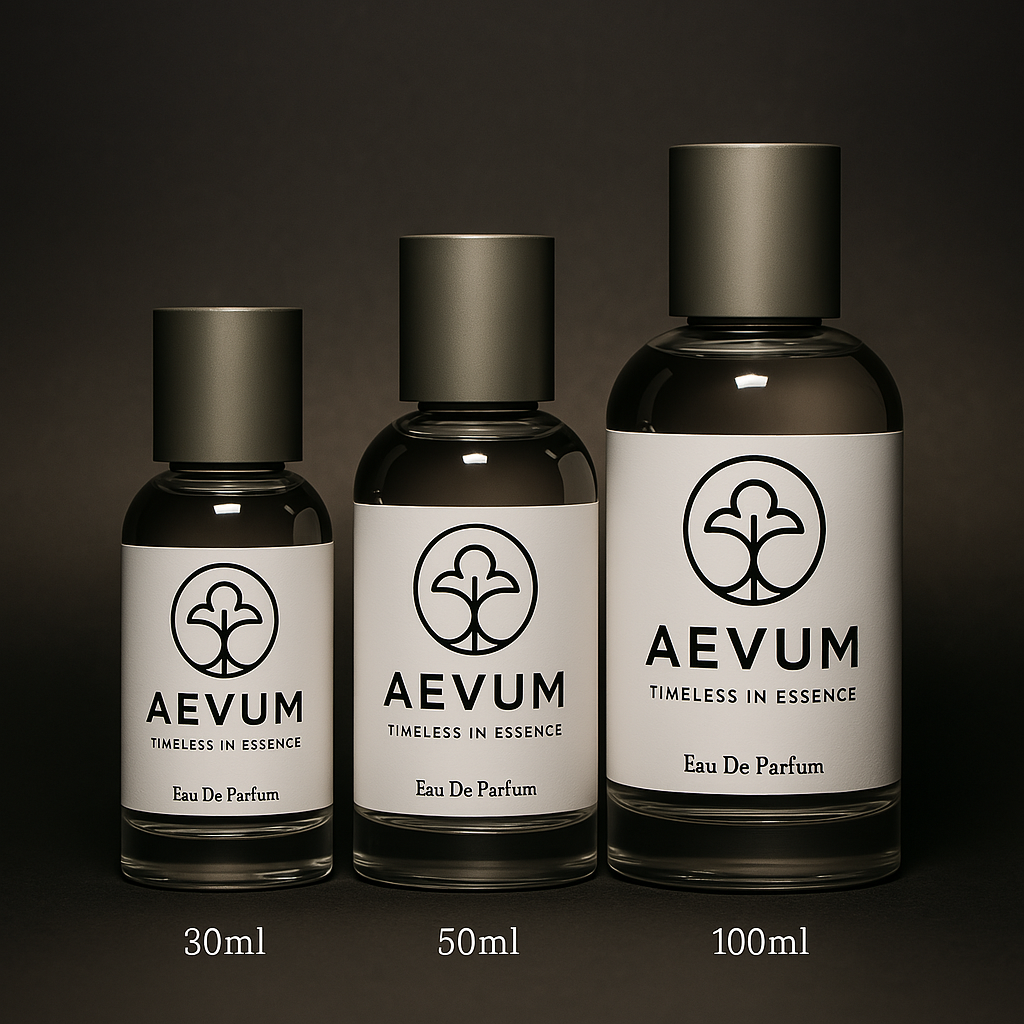 AEVUM
TIMELESS IN ESSENCE
Eau De Parfum
30ml
AEVUM
TIMELESS IN ESSENCE
Eau De Parfum
50ml
AEVUM
TIMELESS IN ESSENCE
Eau De Parfum
100ml